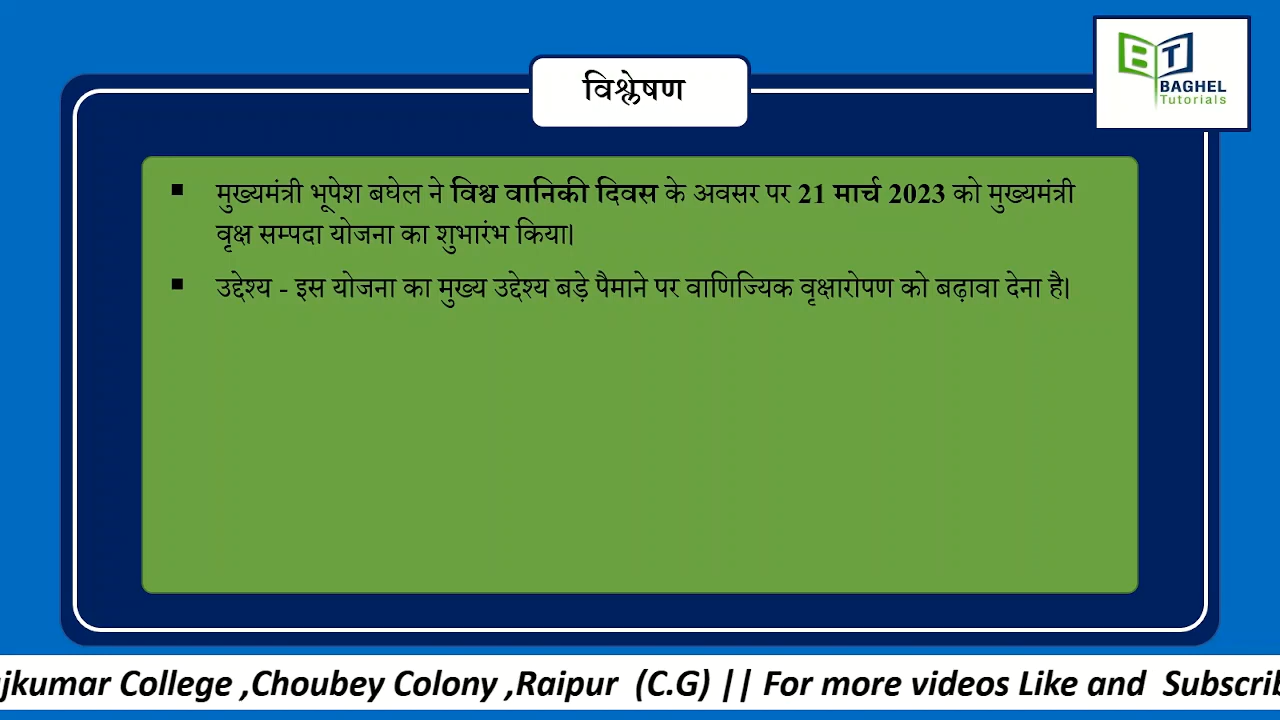 विश्लेषण
BT
BAGHEL
Tutorials
▪ मुख्यमंत्री भूपेश बघेल ने विश्व वानिकी दिवस के अवसर पर 21 मार्च 2023 को मुख्यमंत्री
वृक्ष सम्पदा योजना का शुभारंभ किया।
▪ उद्देश्य - इस योजना का मुख्य उद्देश्य बड़े पैमाने पर वाणिज्यिक वृक्षारोपण को बढ़ावा देना है।
jkumar College ,Choubey Colony ,Raipur (C.G) || For more videos Like and Subscrib